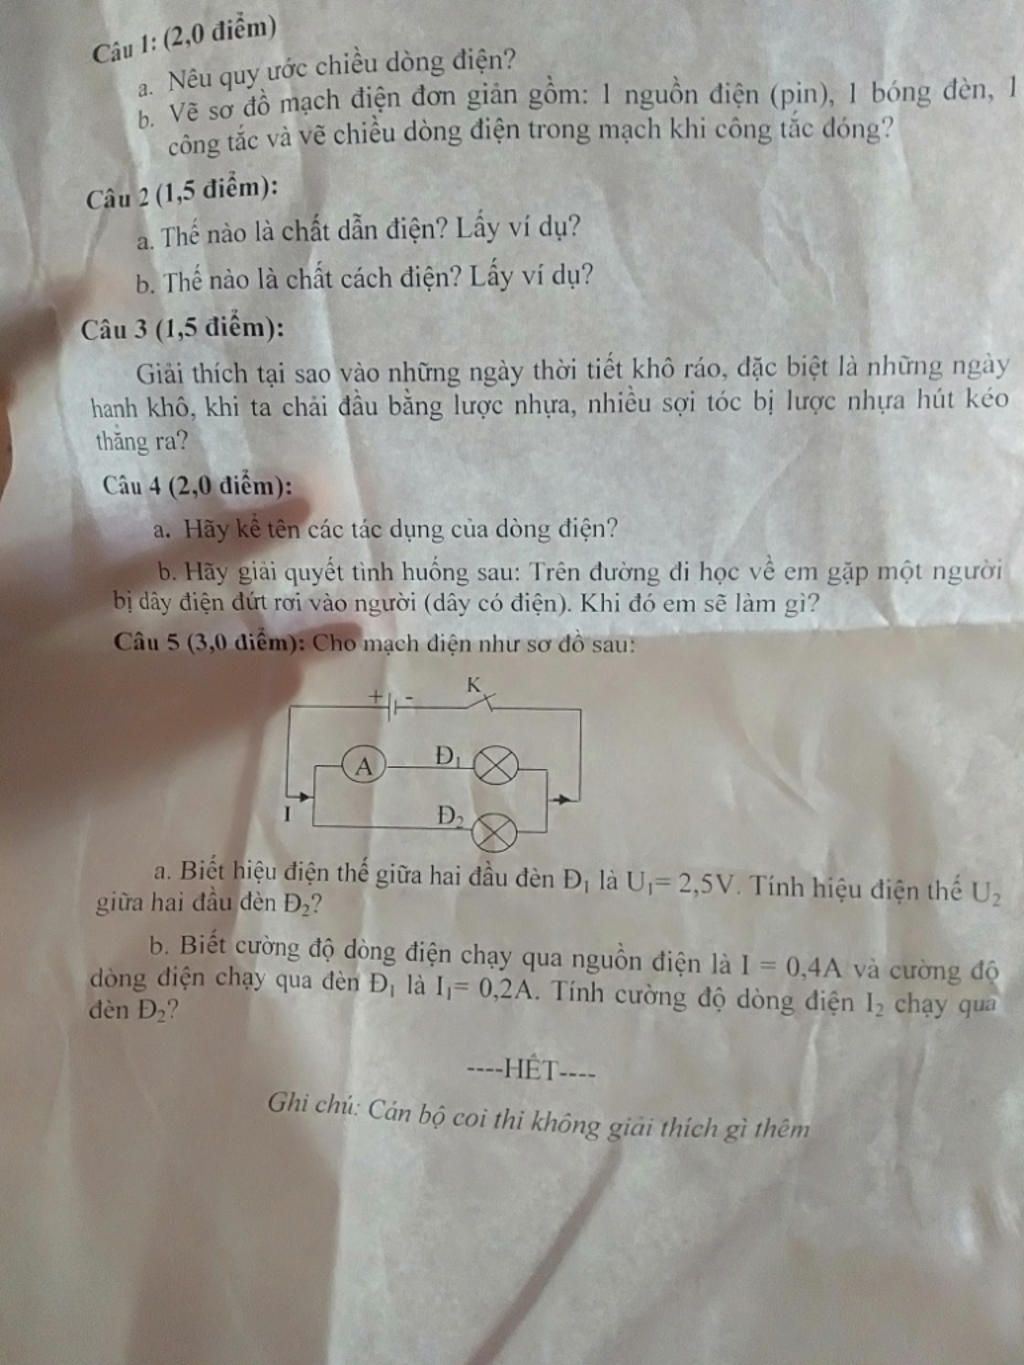 Câu 1: (2,0 điểm)
a. Nêu quy ước chiều dòng điện?
b. Vẽ sơ đồ mạch điện đơn giản gồm: 1 nguồn điện (pin), 1 bóng đèn, 1
công tắc và vẽ chiều dòng điện trong mạch khi công tắc đóng?
Câu 2 (1,5 điểm):
a. Thế nào là chất dẫn điện? Lấy ví dụ?
b. Thế nào là chất cách điện? Lấy ví dụ?
Câu 3 (1,5 điểm):
Giải thích tại sao vào những ngày thời tiết khô ráo, đặc biệt là những ngày
hanh khô, khi ta chải đầu bằng lược nhựa, nhiều sợi tóc bị lược nhựa hút kéo
thẳng ra?
Câu 4 (2,0 điểm):
a. Hãy kể tên các tác dụng của dòng điện?
b. Hãy giải quyết tình huống sau: Trên đường đi học về em gặp một người
bị dây điện đứt rơi vào người (dây có điện). Khi đó em sẽ làm gì?
Câu 5 (3,0 điểm): Cho mạch điện như sơ đồ sau:
+ - K
A Đ₁
I Đ₂
a. Biết hiệu điện thế giữa hai đầu đèn Đ₁ là U₁= 2,5V. Tính hiệu điện thế U₂
giữa hai đầu đèn Đ₂?
b. Biết cường độ dòng điện chạy qua nguồn điện là I = 0,4A và cường độ
dòng điện chạy qua đèn Đ₁ là I₁= 0,2A. Tính cường độ dòng điện I₂ chạy qua
đèn Đ₂?
----HẾT----
Ghi chú: Cán bộ coi thi không giải thích gì thêm